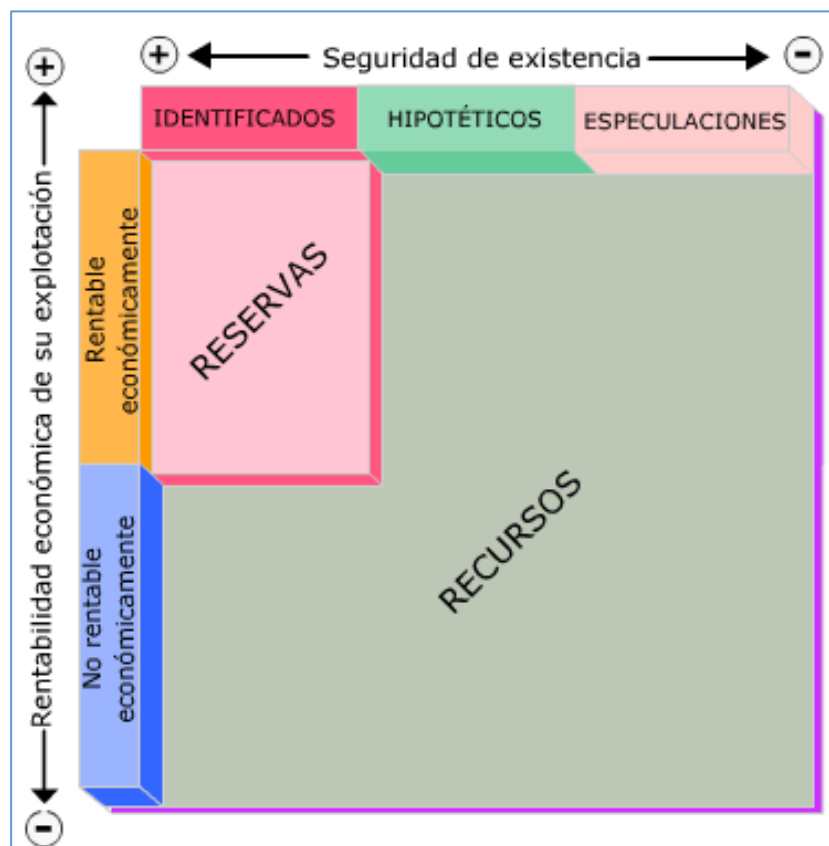 + Seguridad de existencia -
+
IDENTIFICADOS HIPOTÉTICOS ESPECULACIONES
Rentabilidad económica de su explotación
Rentable
económicamente
RESERVAS
No rentable
económicamente
RECURSOS
-